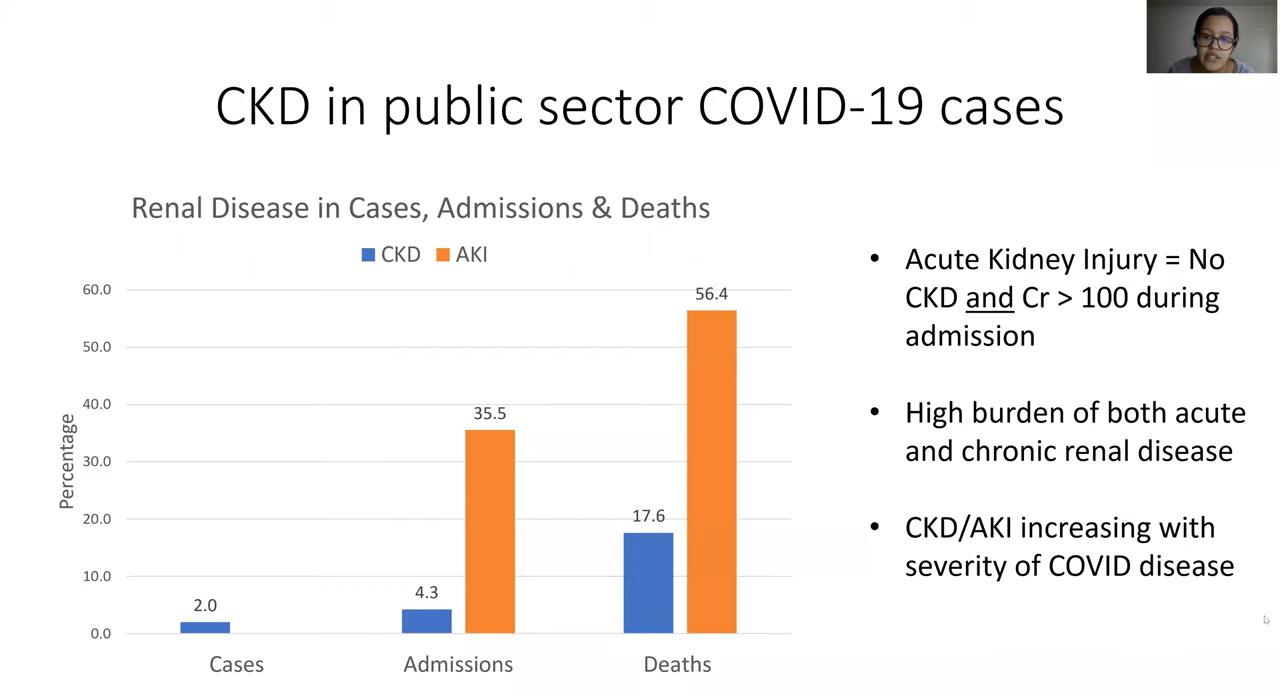 CKD in public sector COVID-19 cases
Renal Disease in Cases, Admissions & Deaths
CKD AKI
Percentage
60.0
50.0
40.0
30.0
20.0
10.0
0.0
2.0
4.3
35.5
17.6
56.4
Cases Admissions Deaths
• Acute Kidney Injury = No
CKD and Cr > 100 during
admission
• High burden of both acute
and chronic renal disease
• CKD/AKI increasing with
severity of COVID disease